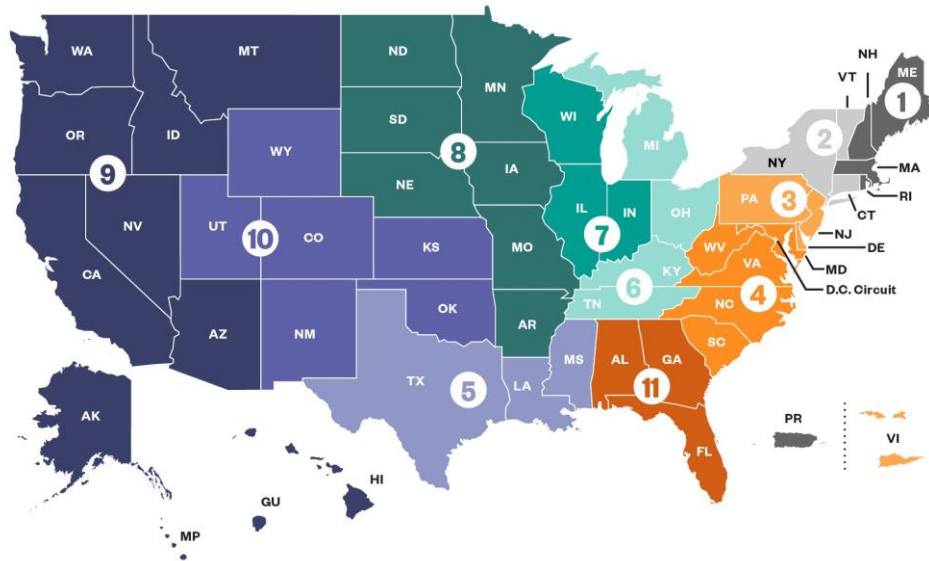 NH
WA
MT
ND
VT
ME
MN
1
OR
ID
SD
WI
2
8
MI
WY
NY
MA
9
IA
RI
NE
PA
3
CT
NV
UT
10
CO
IL
IN
OH
NJ
7
DE
WV
MD
CA
KS
MO
VA
KY
D.C. Circuit
6
4
TN
NC
OK
AZ
NM
AR
SC
MS
AL
GA
TX
5
LA
11
AK
PR
VI
FL
HI
GU
MP